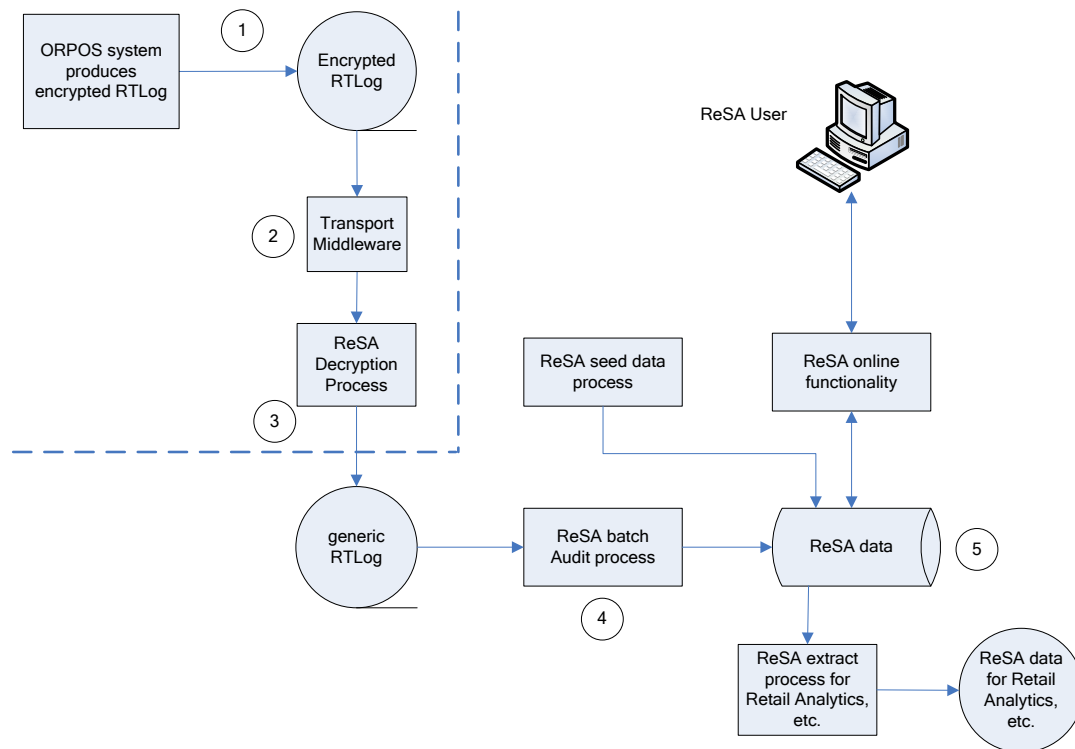 1
ORPOS system
produces
encrypted RTLog
Encrypted
RTLog
ReSA User
2
Transport
Middleware
ReSA
Decryption
Process
3
ReSA seed data
process
ReSA online
functionality
generic
RTLog
ReSA batch
Audit process
4
ReSA data
5
ReSA extract
process for
Retail Analytics,
etc.
ReSA data
for Retail
Analytics,
etc.